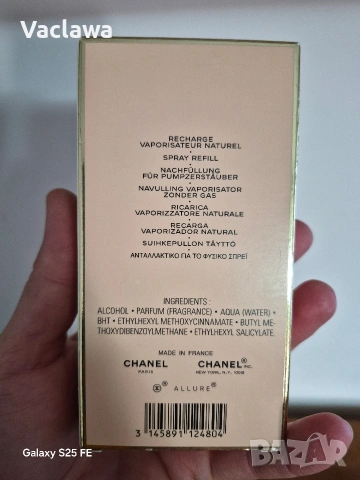 Vaclawa
RECHARGE
VAPORISATEUR NATUREL
SPRAY REFILL
NACHFÜLLUNG
FÜR PUMPZERSTÄUBER
NAVULLING VAPORISATOR
ZONDER GAS
RICARICA
VAPORIZZATORE NATURALE
RECARGA
VAPORIZADOR NATURAL
SUIHKEPULLON TÄYTTÖ
ΑΝΤΑΛΛΑΚΤΙΚΟ ΓΙΑ ΤΟ ΦΥΣΙΚΟ ΣΠΡΕΪ
INGREDIENTS :
ALCOHOL • PARFUM (FRAGRANCE) • AQUA (WATER) •
BHT • ETHYLHEXYL METHOXYCINNAMATE • BUTYL ME-
THOXYDIBENZOYLMETHANE • ETHYLHEXYL SALICYLATE.
MADE IN FRANCE
CHANEL CHANEL INC.
PARIS NEW YORK, N.Y. 10019
ALLURE
3 145891 124804
Galaxy S25 FE
BAZAR